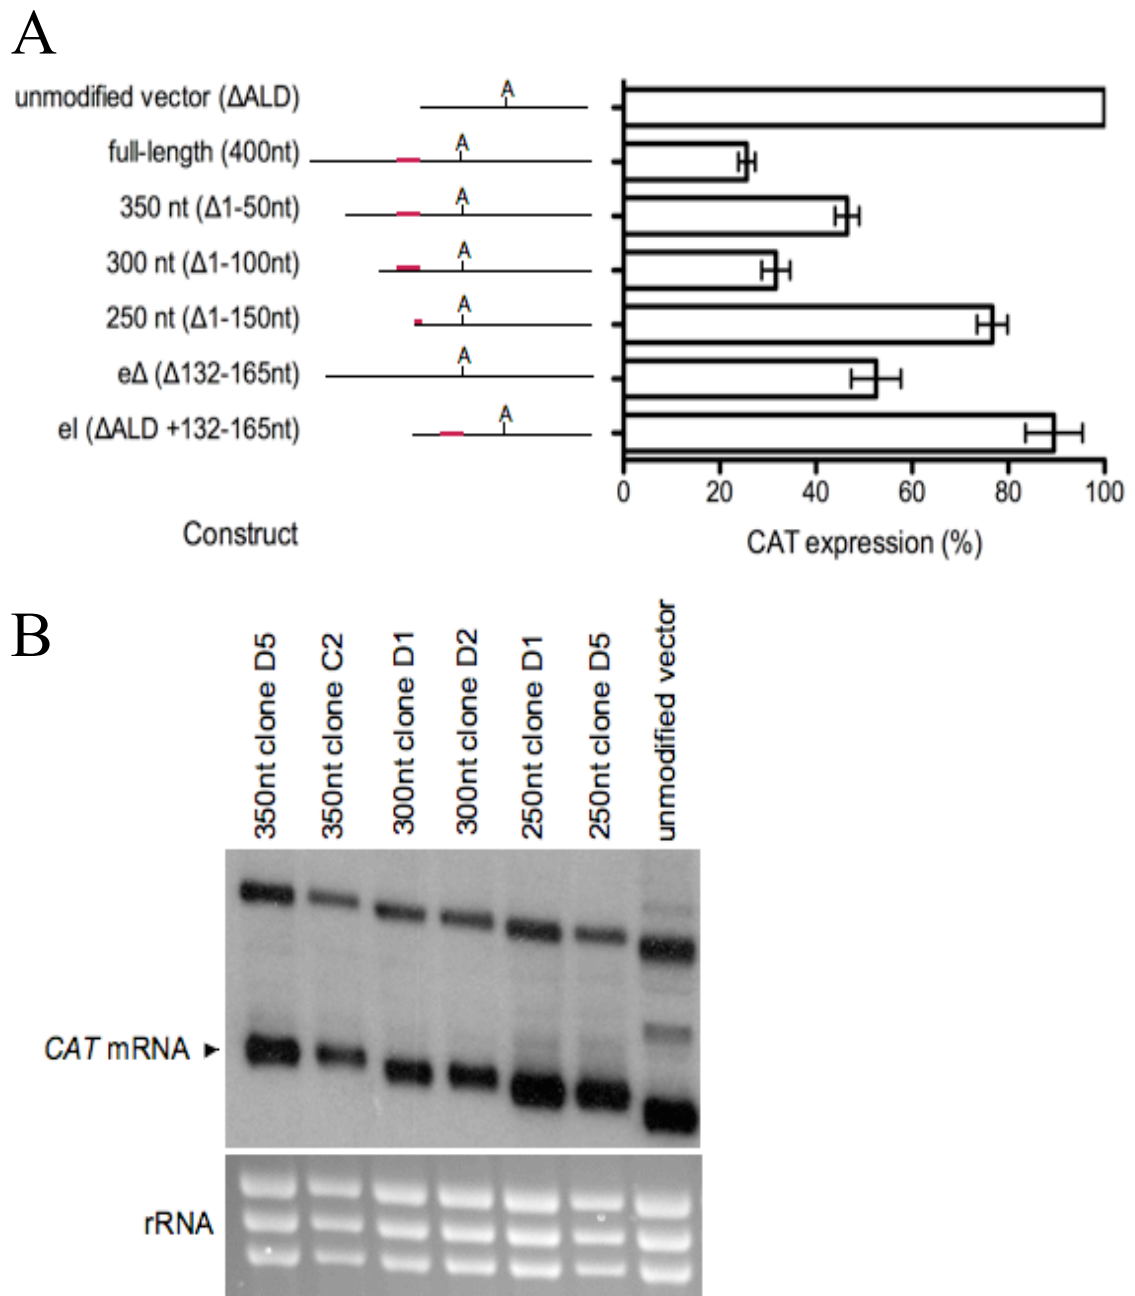 A
unmodified vector (ΔALD)
A
full-length (400nt)
A
350 nt (Δ1-50nt)
A
300 nt (Δ1-100nt)
A
250 nt (Δ1-150nt)
A
eΔ (Δ132-165nt)
A
eI (ΔALD +132-165nt)
A
0 20 40 60 80 100
Construct
CAT expression (%)
B
350nt clone D5
350nt clone C2
300nt clone D1
300nt clone D2
250nt clone D1
250nt clone D5
unmodified vector
CAT mRNA
rRNA